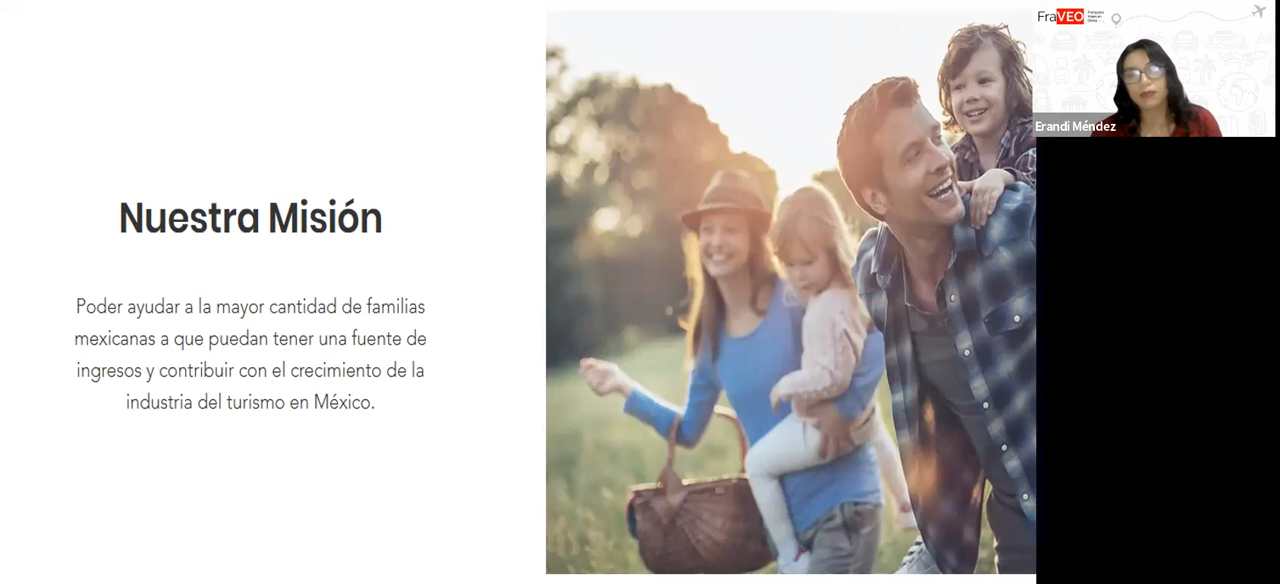 Nuestra Misión
Poder ayudar a la mayor cantidad de familias
mexicanas a que puedan tener una fuente de
ingresos y contribuir con el crecimiento de la
industria del turismo en México.
FraVEO
Erandi Méndez